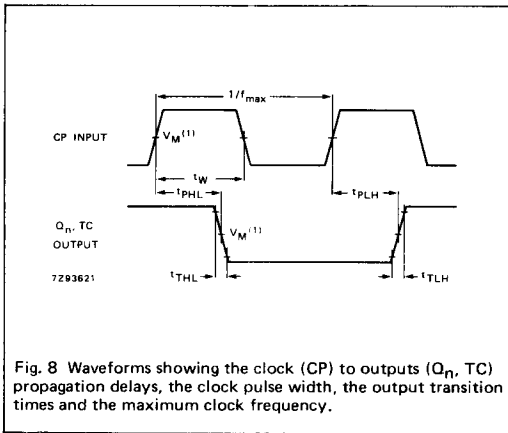 1/fmax
CP INPUT
VM(1)
tW
tPHL
tPLH
Qn, TC
OUTPUT
VM(1)
7Z93621
tTHL
tTLH
Fig. 8 Waveforms showing the clock (CP) to outputs (Qn, TC)
propagation delays, the clock pulse width, the output transition
times and the maximum clock frequency.